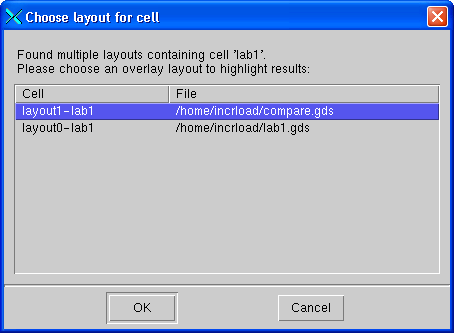 Choose layout for cell
Found multiple layouts containing cell 'lab1'.
Please choose an overlay layout to highlight results:
Cell File
layout1-lab1 /home/incrload/compare.gds
layout0-lab1 /home/incrload/lab1.gds
OK Cancel